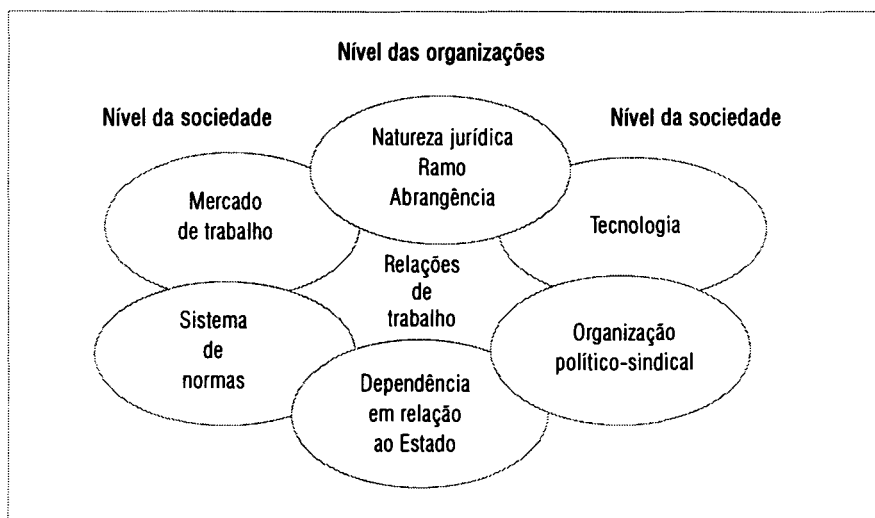 Nível das organizações
Nível da sociedade
Nível da sociedade
Natureza jurídica
Ramo
Abrangência
Mercado
de trabalho
Tecnologia
Relações
de
trabalho
Sistema
de
normas
Organização
político-sindical
Dependência
em relação
ao Estado